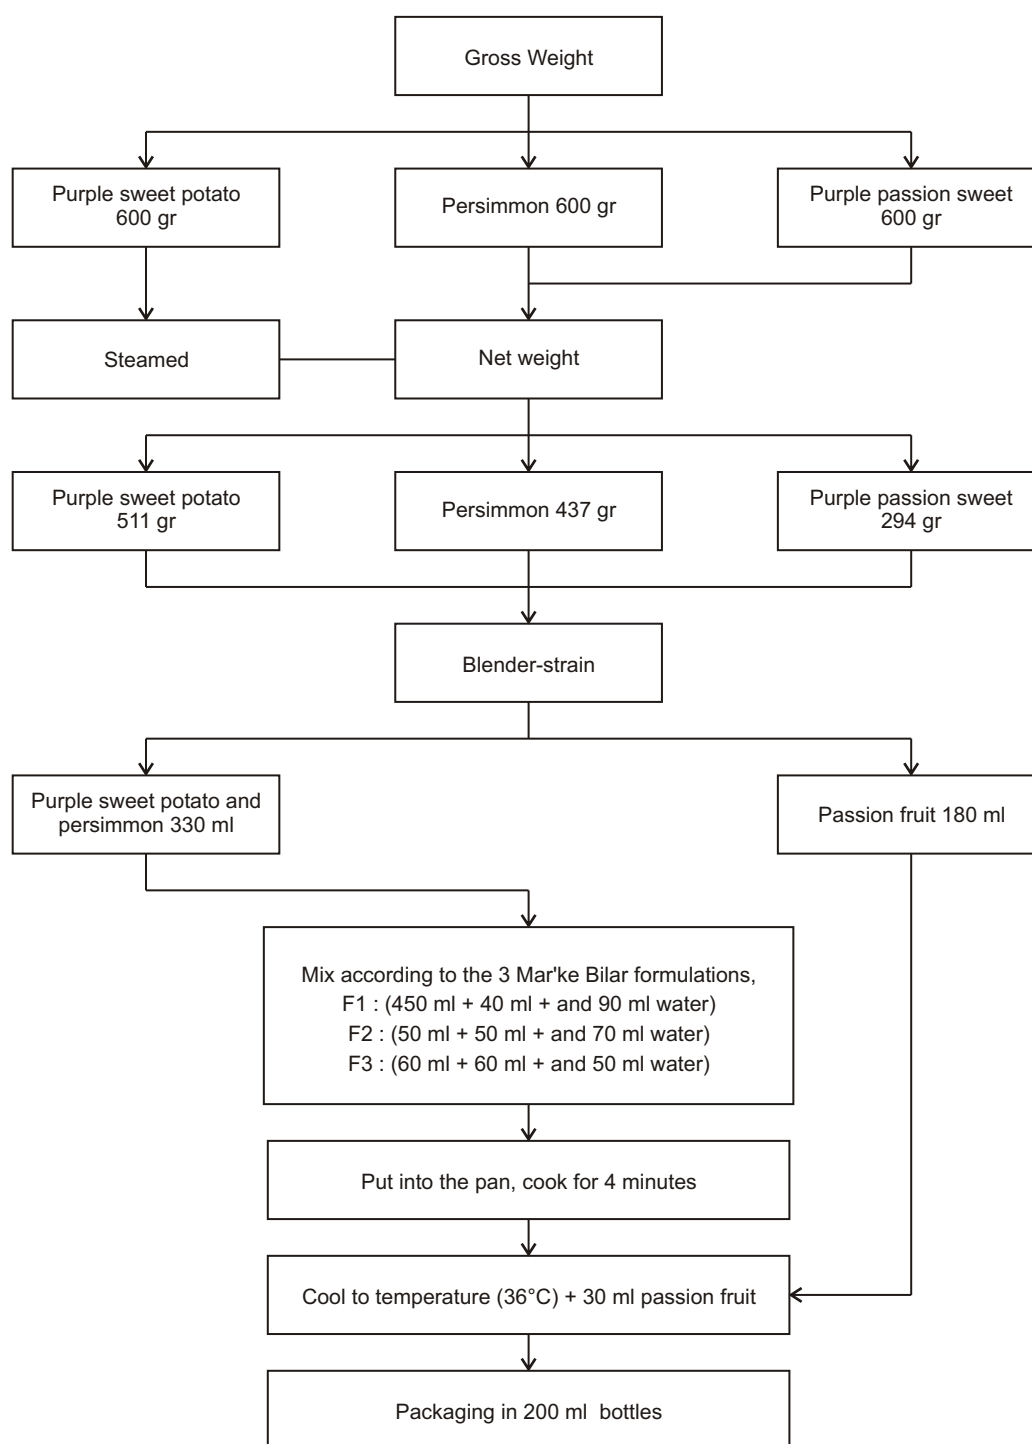 Gross Weight
Purple sweet potato
600 gr
Persimmon 600 gr
Purple passion sweet
600 gr
Steamed
Net weight
Purple sweet potato
511 gr
Persimmon 437 gr
Purple passion sweet
294 gr
Blender-strain
Purple sweet potato and
persimmon 330 ml
Passion fruit 180 ml
Mix according to the 3 Mar'ke Bilar formulations,
F1 : (450 ml + 40 ml + and 90 ml water)
F2 : (50 ml + 50 ml + and 70 ml water)
F3 : (60 ml + 60 ml + and 50 ml water)
Put into the pan, cook for 4 minutes
Cool to temperature (36°C) + 30 ml passion fruit
Packaging in 200 ml bottles